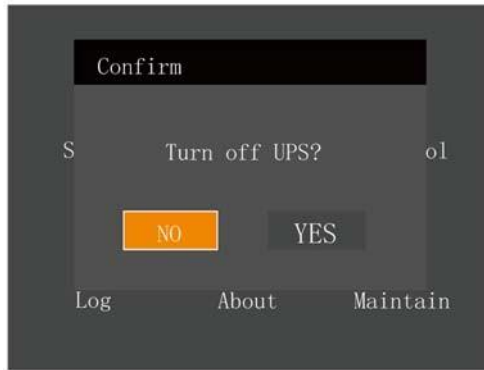 Confirm
S Turn off UPS? ol
NO YES
Log About Maintain